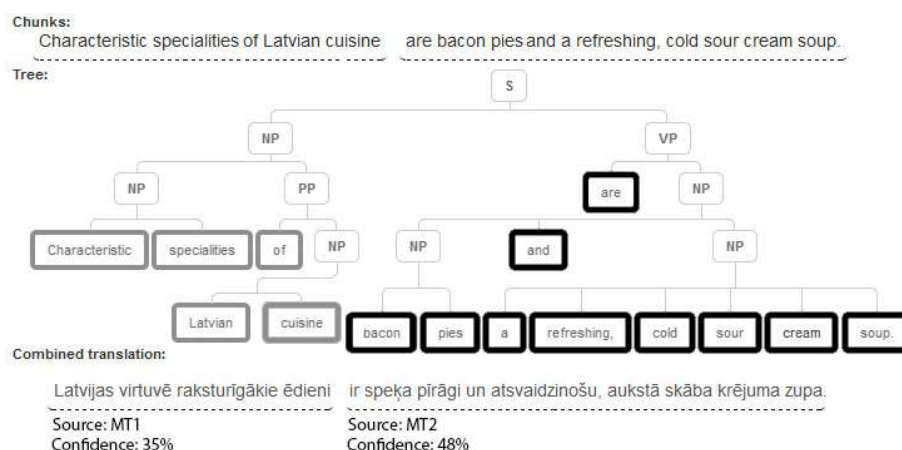 Chunks:
Characteristic specialities of Latvian cuisine are bacon pies and a refreshing, cold sour cream soup.
Tree:
S
NP VP
NP PP are NP
Characteristic specialities of NP NP and NP
Latvian cuisine bacon pies a refreshing, cold sour cream soup.
Combined translation:
Latvijas virtuvē raksturīgākie ēdieni ir speķa pīrāgi un atsvaidzinošu, aukstā skāba krējuma zupa.
Source: MT1 Source: MT2
Confidence: 35% Confidence: 48%